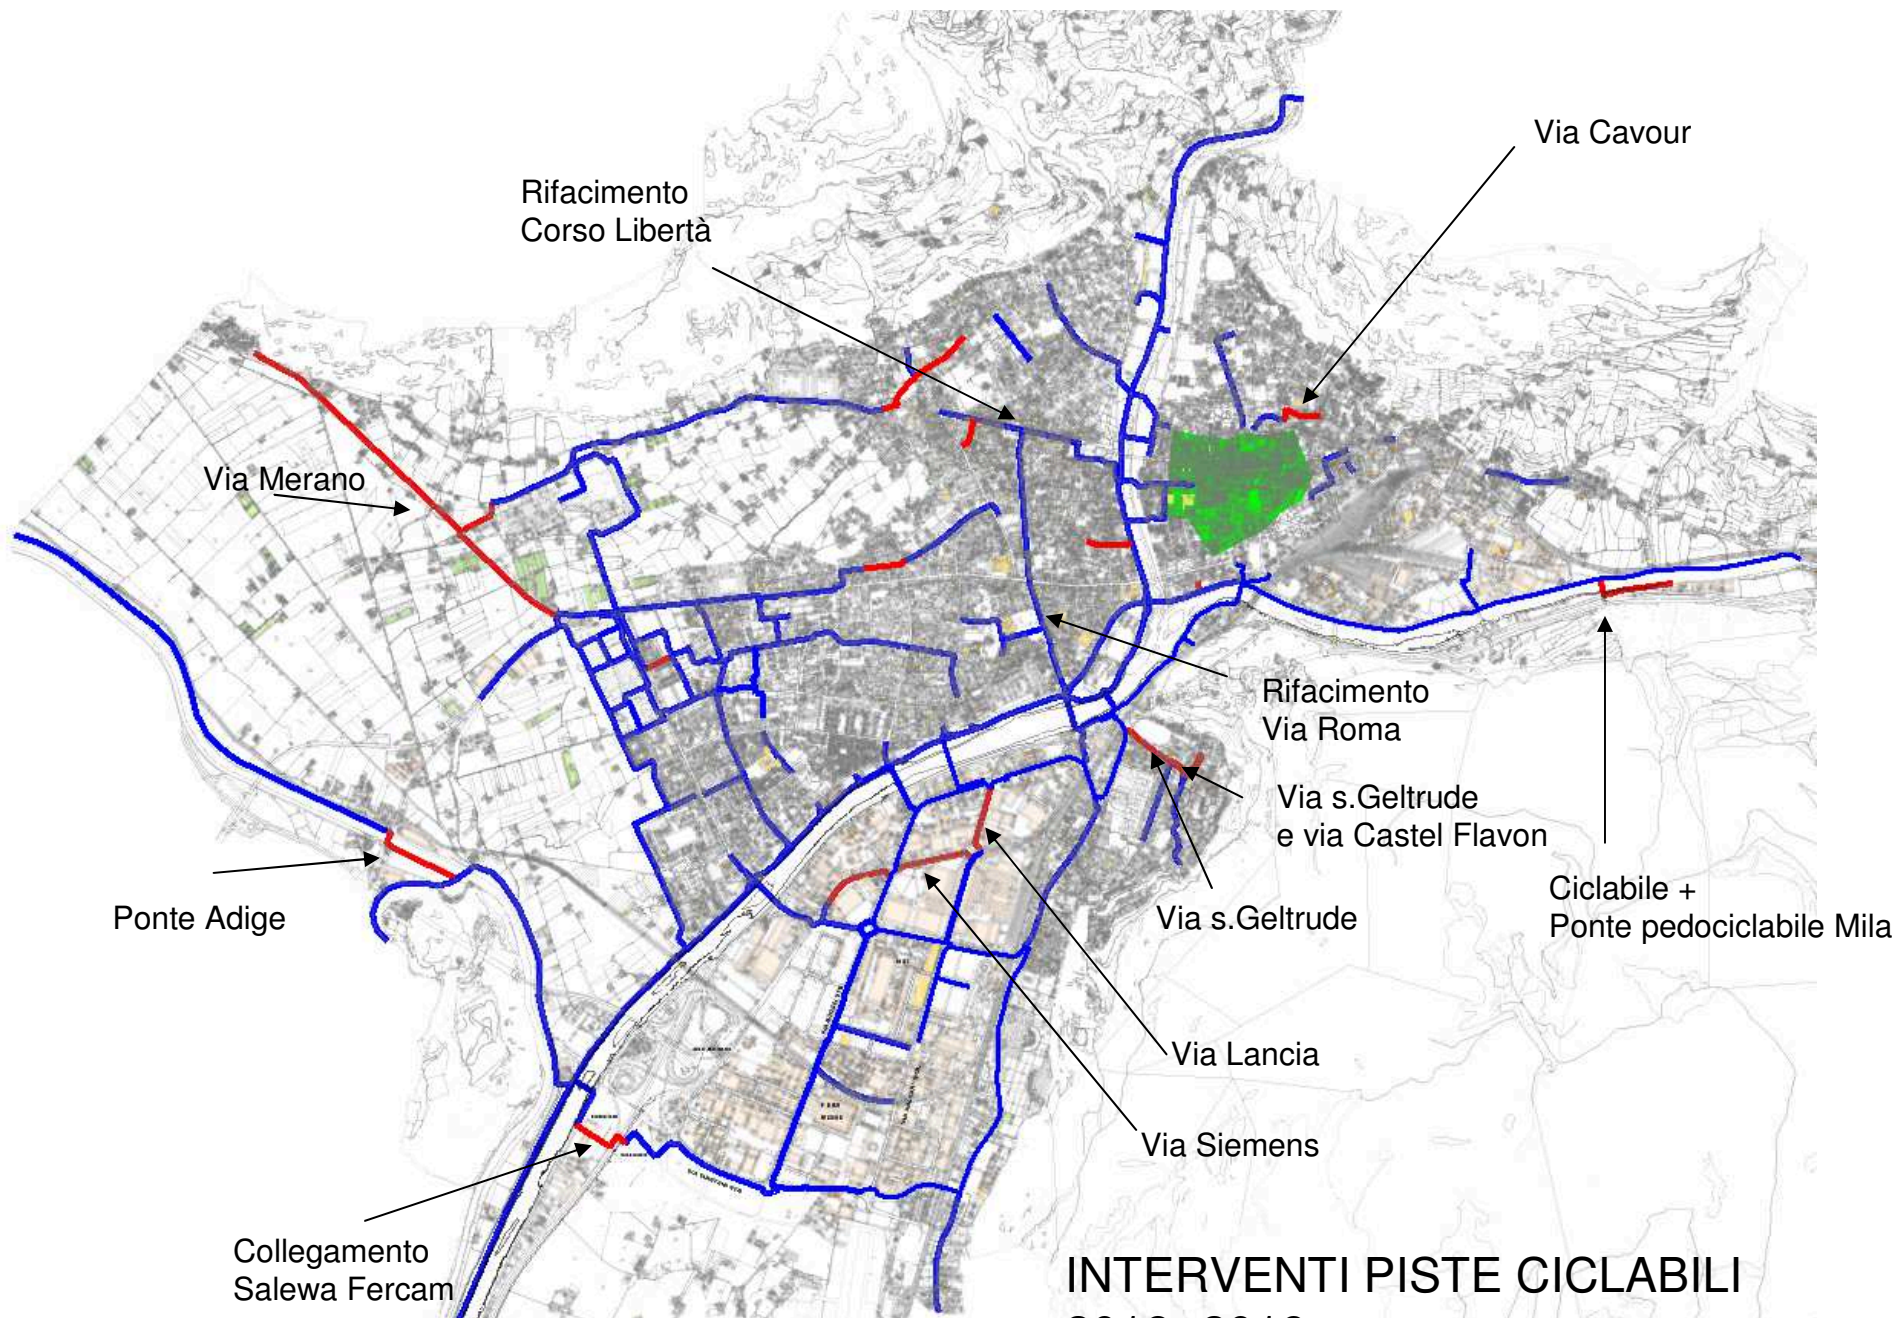 Via Cavour
Rifacimento
Corso Libertà
Via Merano
Rifacimento
Via Roma
Via s.Geltrude
e via Castel Flavon
Ciclabile +
Ponte pedociclabile Mila
Via s.Geltrude
Ponte Adige
Via Lancia
Via Siemens
Collegamento
Salewa Fercam
INTERVENTI PISTE CICLABILI